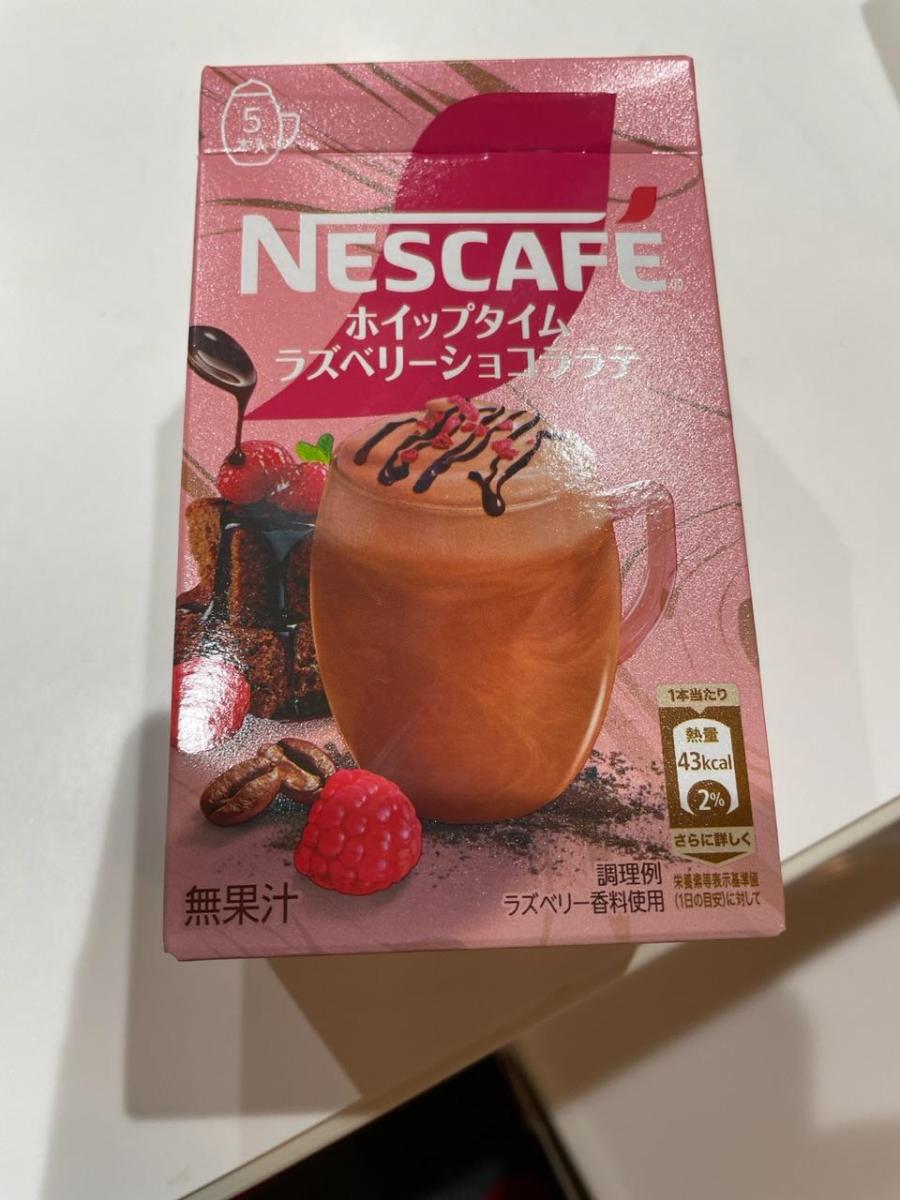 5
本入
NESCAFÉ
ホイップタイム
ラズベリーショコララテ
1本当たり
熱量
43kcal
2%
さらに詳しく
調理例
ラズベリー香料使用
栄養素等表示基準値
(1日の目安)に対して
無果汁